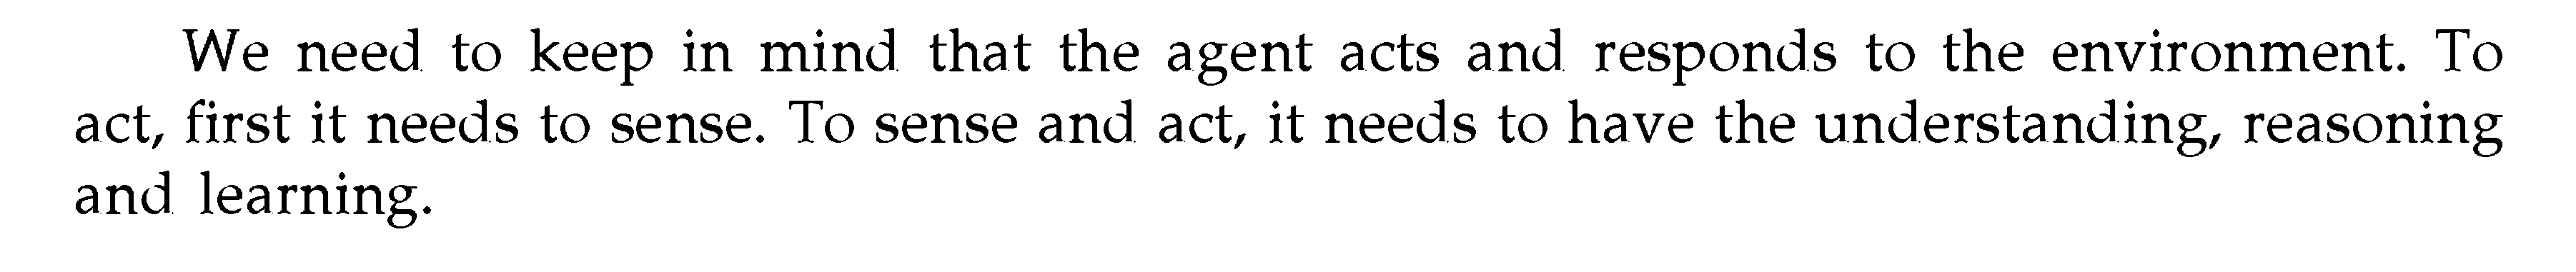 We need to keep in mind that the agent acts and responds to the environment. To
act, first it needs to sense. To sense and act, it needs to have the understanding, reasoning
and learning.